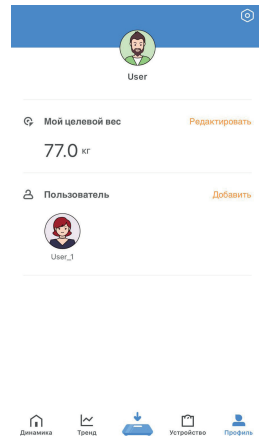 User
Мой целевой вес Редактировать
77.0 кг
Пользователь Добавить
User_1
Динамика Тренд Устройство Профиль